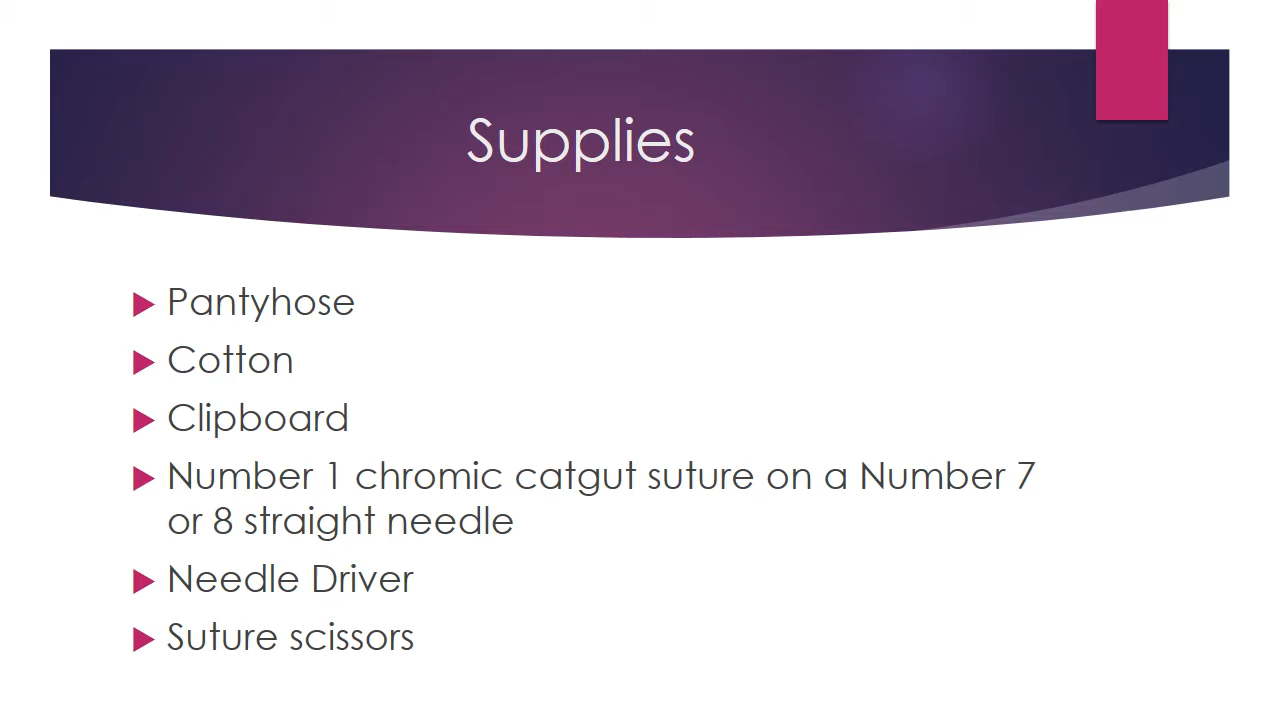 Supplies
Pantyhose
Cotton
Clipboard
Number 1 chromic catgut suture on a Number 7
or 8 straight needle
Needle Driver
Suture scissors